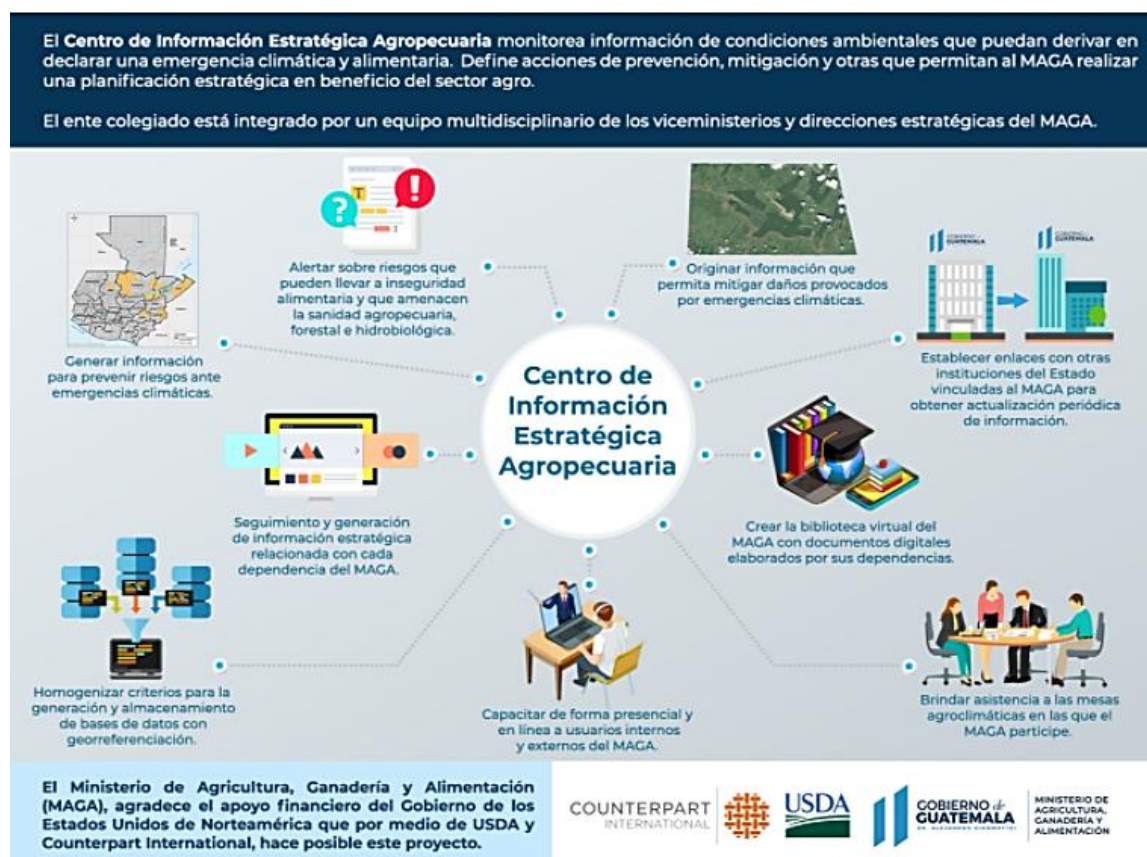 El Centro de Información Estratégica Agropecuaria monitorea información de condiciones ambientales que puedan derivar en
declarar una emergencia climática y alimentaria. Define acciones de prevención, mitigación y otras que permitan al MAGA realizar
una planificación estratégica en beneficio del sector agro.
El ente colegiado está integrado por un equipo multidisciplinario de los viceministerios y direcciones estratégicas del MAGA.
Alertar sobre riesgos que
pueden llevar a inseguridad
alimentaria y que amenacen
la sanidad agropecuaria,
forestal e hidrobiológica.
Originar información que
permita mitigar daños provocados
por emergencias climáticas.
GOBIERNO de
GUATEMALA
GOBIERNO de
GUATEMALA
Generar información
para prevenir riesgos ante
emergencias climáticas.
Establecer enlaces con otras
instituciones del Estado
vinculadas al MAGA para
obtener actualización periódica
de información.
Centro de
Información
Estratégica
Agropecuaria
Seguimiento y generación
de información estratégica
relacionada con cada
dependencia del MAGA.
Crear la biblioteca virtual del
MAGA con documentos digitales
elaborados por sus dependencias.
Homogenizar criterios para la
generación y almacenamiento
de bases de datos con
georreferenciación.
Capacitar de forma presencial y
en línea a usuarios internos
y externos del MAGA.
Brindar asistencia a las mesas
agroclimáticas en las que el
MAGA participe.
El Ministerio de Agricultura, Ganadería y Alimentación
(MAGA), agradece el apoyo financiero del Gobierno de los
Estados Unidos de Norteamérica que por medio de USDA y
Counterpart International, hace posible este proyecto.
COUNTERPART
INTERNATIONAL
USDA
GOBIERNO de
GUATEMALA
DR. ALEJANDRO GIAMMATTEI
MINISTERIO DE
AGRICULTURA,
GANADERÍA Y
ALIMENTACIÓN